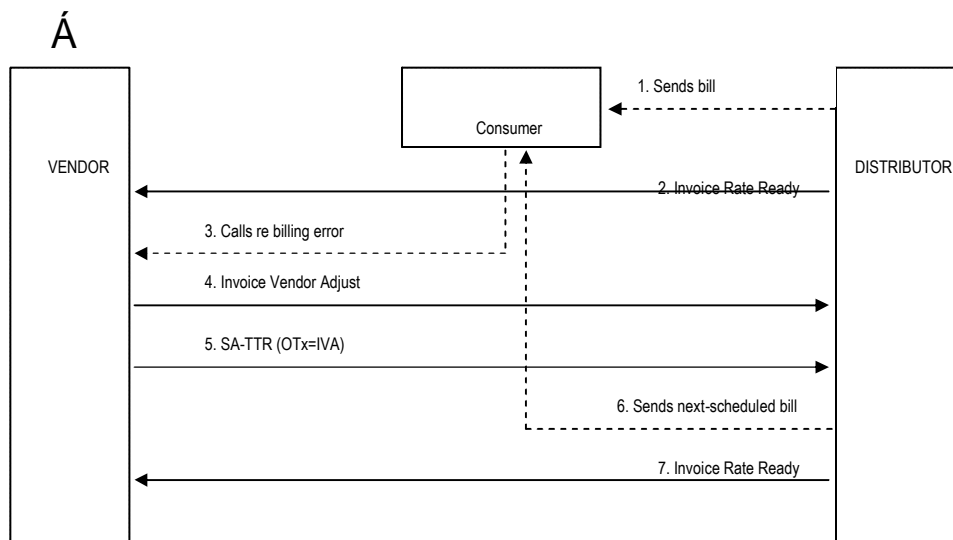 Á
1. Sends bill
Consumer
VENDOR
DISTRIBUTOR
2. Invoice Rate Ready
3. Calls re billing error
4. Invoice Vendor Adjust
5. SA-TTR (OTx=IVA)
6. Sends next-scheduled bill
7. Invoice Rate Ready